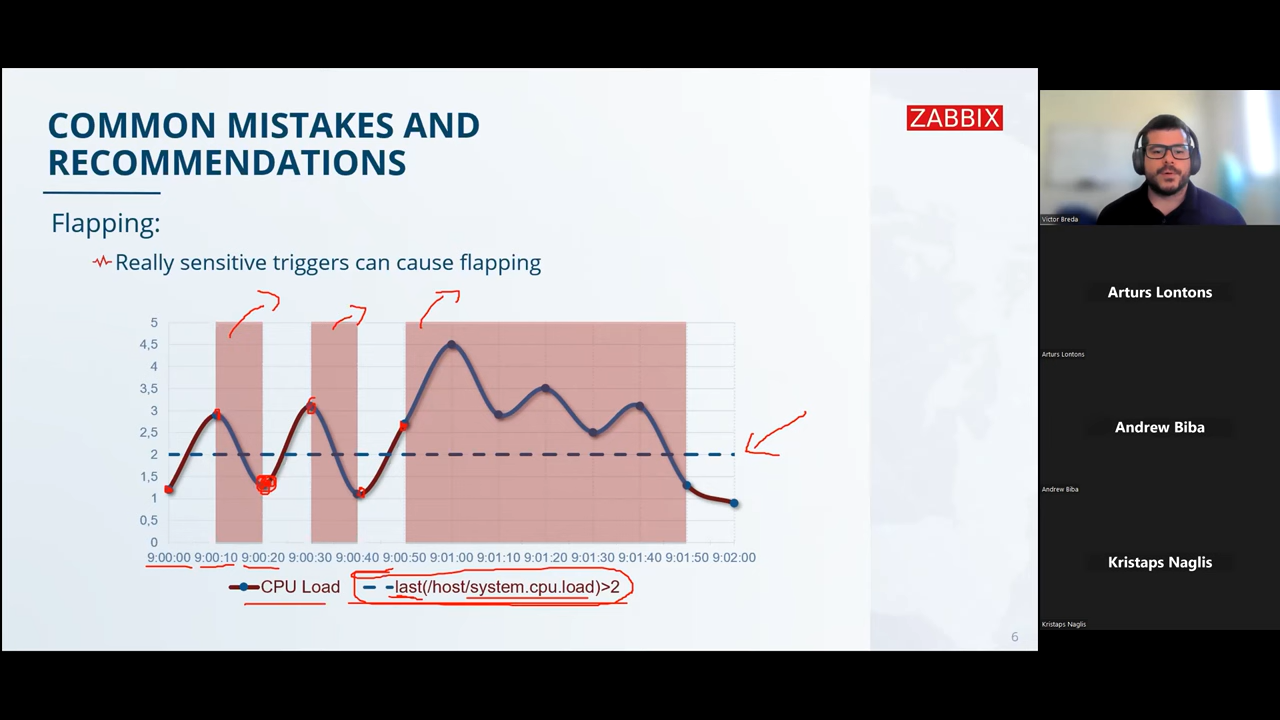 COMMON MISTAKES AND
RECOMMENDATIONS
ZABBIX
Flapping:
Really sensitive triggers can cause flapping
5
4,5
4
3,5
3
2,5
2
1,5
1
0,5
0
9:00:00 9:00:10 9:00:20 9:00:30 9:00:40 9:00:50 9:01:00 9:01:10 9:01:20 9:01:30 9:01:40 9:01:50 9:02:00
CPU Load last(/host/system.cpu.load)>2
6
Victor Breda
Arturs Lontons
Arturs Lontons
Andrew Biba
Andrew Biba
Kristaps Naglis
Kristaps Naglis